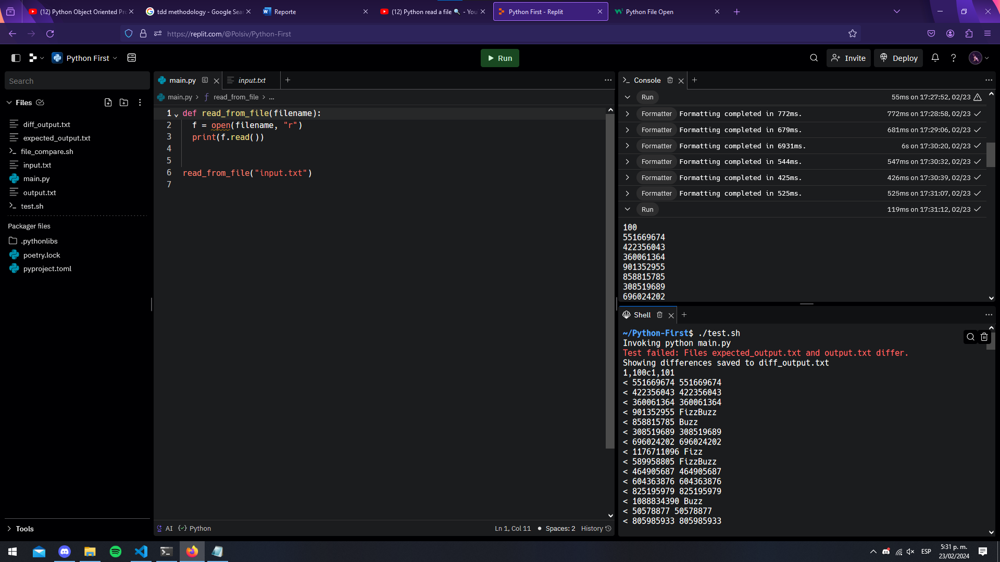 (12) Python Object Oriented Pr
tdd methodology - Google Sea
Reporte
(12) Python read a file 🔍 - You
Python First - Replit
Python File Open
https://replit.com/@Polsiv/Python-First
Python First
Run
Invite
Deploy
?
Search
Files
diff_output.txt
expected_output.txt
file_compare.sh
input.txt
main.py
output.txt
test.sh
Packager files
.pythonlibs
poetry.lock
pyproject.toml
Tools
main.py
input.txt
main.py > f read_from_file > ...
1 def read_from_file(filename):
2 f = open(filename, "r")
3 print(f.read())
4
5
6 read_from_file("input.txt")
7
AI Python
Ln 1, Col 11 • Spaces: 2 History
Console
Run 55ms on 17:27:52, 02/23
Formatter Formatting completed in 772ms. 772ms on 17:28:58, 02/23
Formatter Formatting completed in 679ms. 681ms on 17:29:06, 02/23
Formatter Formatting completed in 6931ms. 6s on 17:30:20, 02/23
Formatter Formatting completed in 544ms. 547ms on 17:30:32, 02/23
Formatter Formatting completed in 425ms. 426ms on 17:30:39, 02/23
Formatter Formatting completed in 525ms. 525ms on 17:31:07, 02/23
Run 119ms on 17:31:12, 02/23
100
551669674
422356043
360061364
901352955
858815785
308519689
696024202
Shell
~/Python-First$ ./test.sh
Invoking python main.py
Test failed: Files expected_output.txt and output.txt differ.
Showing differences saved to diff_output.txt
1,100c1,101
< 551669674 551669674
< 422356043 422356043
< 360061364 360061364
< 901352955 FizzBuzz
< 858815785 Buzz
< 308519689 308519689
< 696024202 696024202
< 1176711096 Fizz
< 589958805 FizzBuzz
< 464905687 464905687
< 604363876 604363876
< 825195979 825195979
< 1088834390 Buzz
< 50578877 50578877
< 805985933 805985933
ESP
5:31 p. m.
23/02/2024